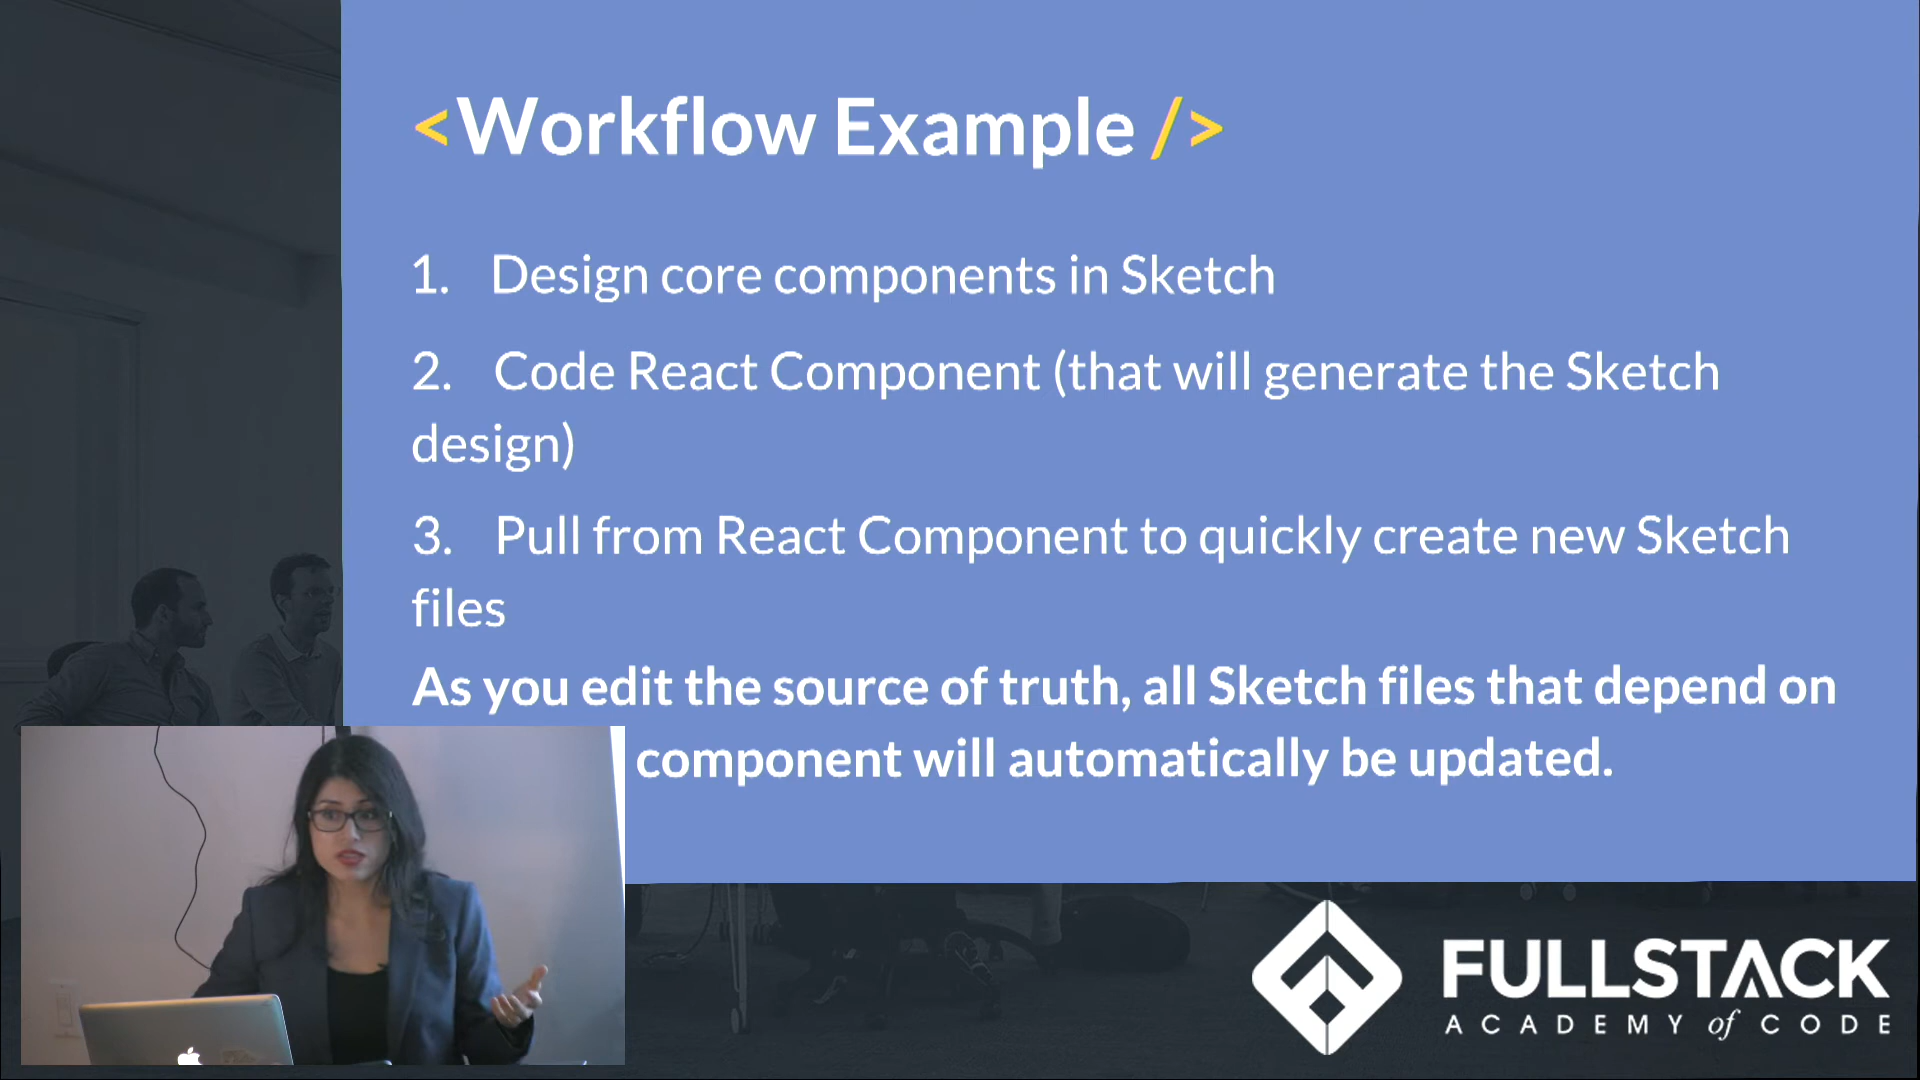 <Workflow Example />
1. Design core components in Sketch
2. Code React Component (that will generate the Sketch
design)
3. Pull from React Component to quickly create new Sketch
files
As you edit the source of truth, all Sketch files that depend on
component will automatically be updated.
FULLSTACK
ACADEMY of CODE